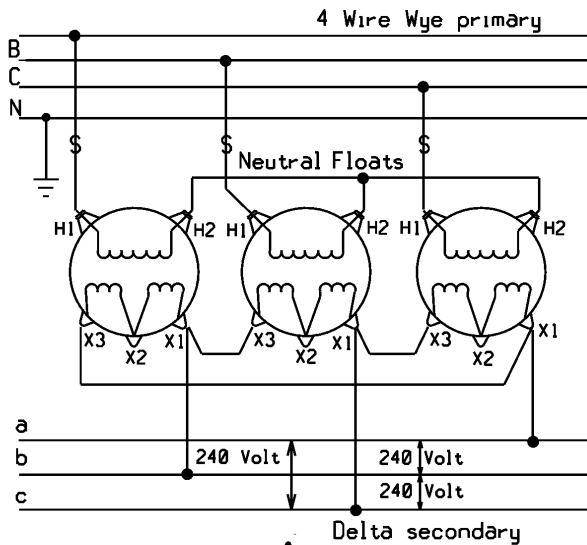 4 Wire Wye primary
B
C
N
S S S
Neutral Floats
H1 H2 H1 H2 H1 H2
X3 X2 X1 X3 X2 X1 X3 X2 X1
a
b 240 Volt 240 Volt
c 240 Volt
Delta secondary